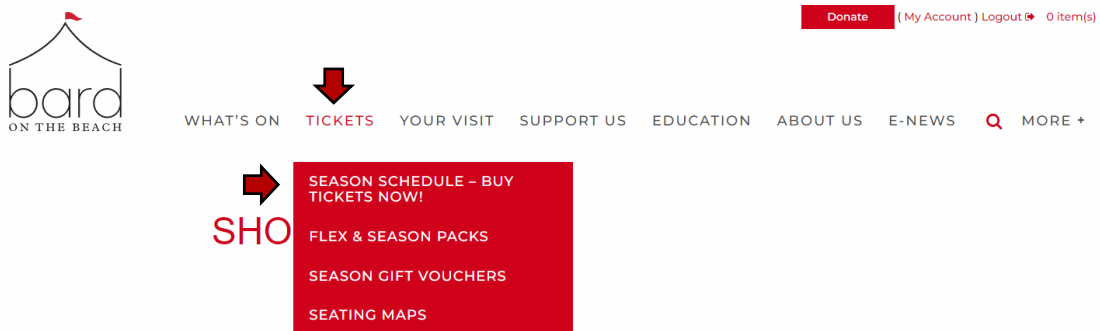 Donate ( My Account ) Logout 0 item(s)
bard
ON THE BEACH
WHAT'S ON TICKETS YOUR VISIT SUPPORT US EDUCATION ABOUT US E-NEWS MORE +
SEASON SCHEDULE – BUY
TICKETS NOW!
SHO
FLEX & SEASON PACKS
SEASON GIFT VOUCHERS
SEATING MAPS